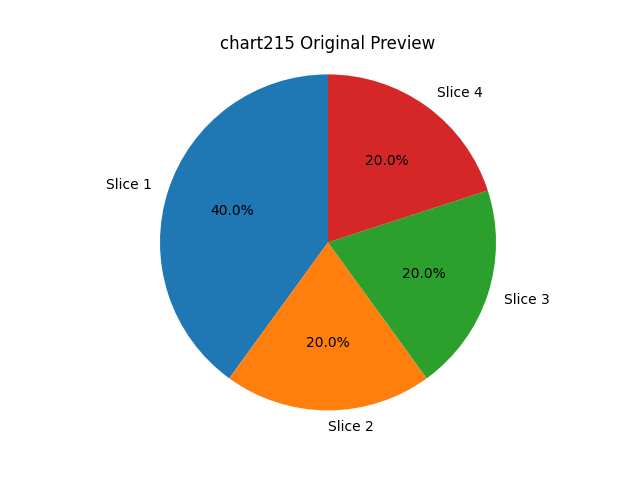 chart215 Original Preview
Slice 4
20.0%
Slice 1
40.0%
20.0%
Slice 3
20.0%
Slice 2